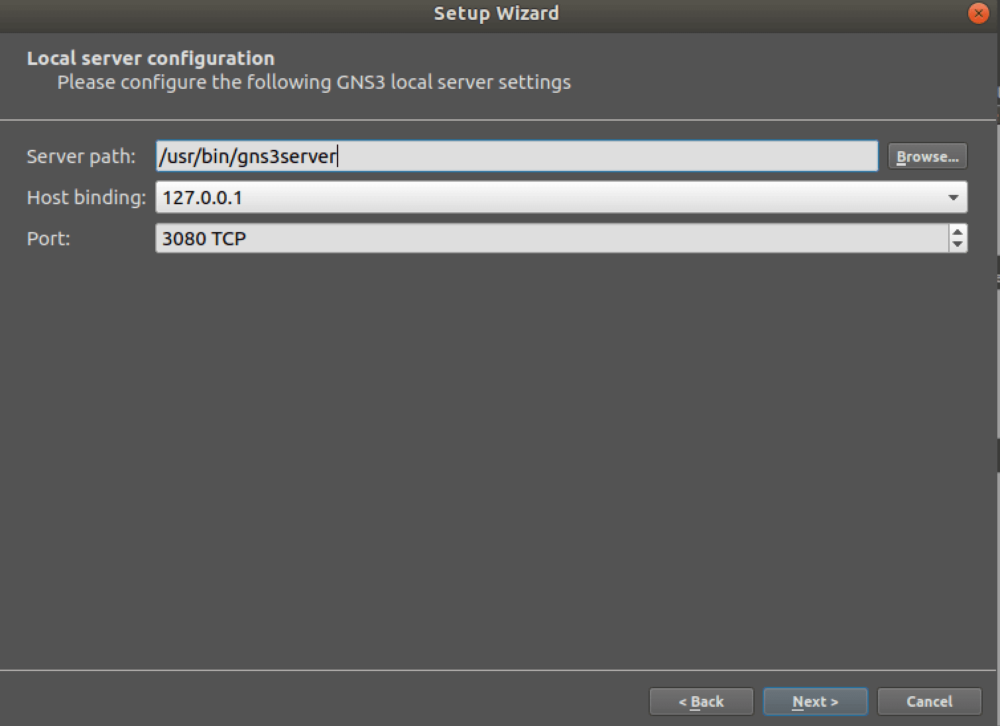 Setup Wizard
Local server configuration
Please configure the following GNS3 local server settings
Server path: /usr/bin/gns3server Browse...
Host binding: 127.0.0.1
Port: 3080 TCP
< Back Next > Cancel